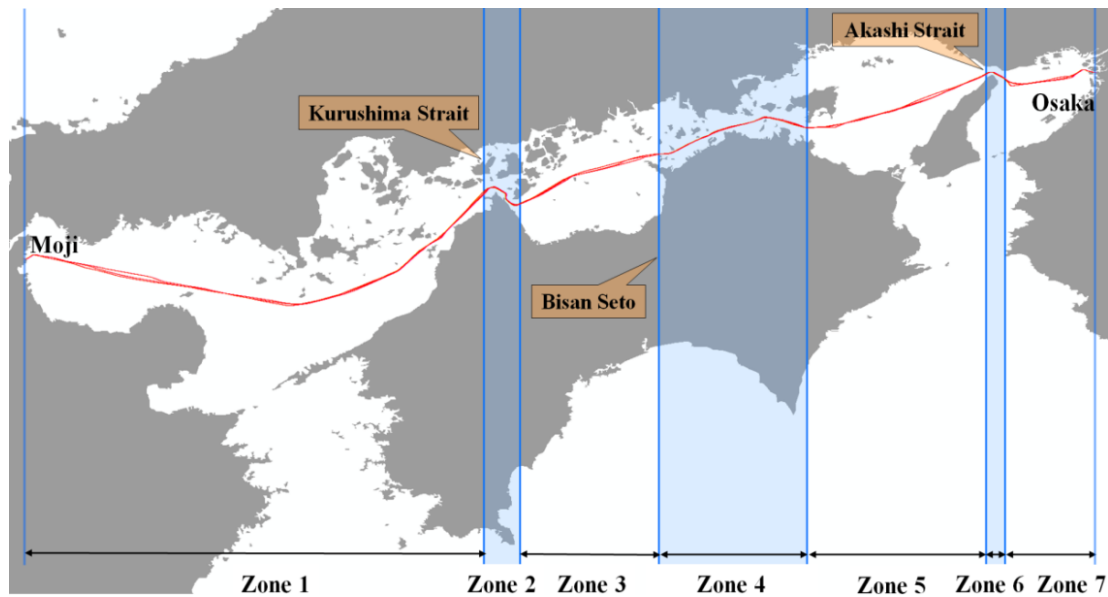 Akashi Strait
Kurushima Strait
Osaka
Moji
Bisan Seto
Zone 1
Zone 2
Zone 3
Zone 4
Zone 5
Zone 6
Zone 7